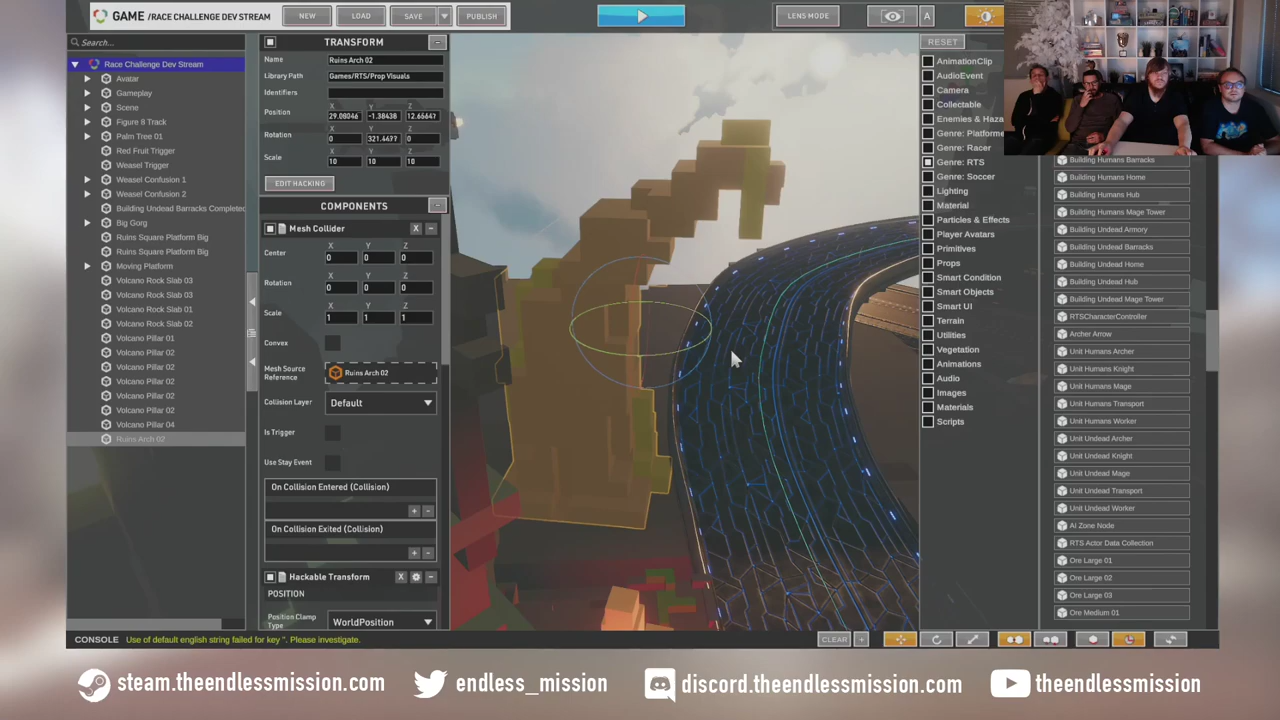 GAME /RACE CHALLENGE DEV STREAM
NEW
LOAD
SAVE
PUBLISH
LENS MODE
A
Search...
Race Challenge Dev Stream
Avatar
Gameplay
Scene
Figure 8 Track
Palm Tree 01
Red Fruit Trigger
Weasel Trigger
Weasel Confusion 1
Weasel Confusion 2
Building Undead Barracks Completed
Big Gorg
Ruins Square Platform Big
Ruins Square Platform Big
Moving Platform
Volcano Rock Slab 03
Volcano Rock Slab 03
Volcano Rock Slab 02
Volcano Rock Slab 02
Volcano Pillar 01
Volcano Pillar 02
Volcano Pillar 02
Volcano Pillar 02
Volcano Pillar 02
Volcano Pillar 02
Volcano Pillar 04
Ruins Arch 02
TRANSFORM
Name
Ruins Arch 02
Library Path
Games/RTS/Prop Visuals
Identifiers
X Y Z
Position
29.08046 -1.38438 12.66647
X Y Z
Rotation
0 321.44?? 0
X Y Z
Scale
10 10 10
EDIT HACKING
COMPONENTS
Mesh Collider
X
X Y Z
Center
0 0 0
X Y Z
Rotation
0 0 0
X Y Z
Scale
1 1 1
Convex
Mesh Source Reference
Ruins Arch 02
Collision Layer
Default
Is Trigger
Use Stay Event
On Collision Entered (Collision)
+ -
On Collision Exited (Collision)
+ -
Hackable Transform
X
POSITION
Position Clamp Type
WorldPosition
RESET
AnimationClip
AudioEvent
Camera
Collectable
Enemies & Haza
Genre: Platforme
Genre: Racer
Genre: RTS
Genre: Soccer
Lighting
Material
Particles & Effects
Player Avatars
Primitives
Props
Smart Condition
Smart Objects
Smart UI
Terrain
Utilities
Vegetation
Animations
Audio
Images
Materials
Scripts
Building Humans Barracks
Building Humans Home
Building Humans Hub
Building Humans Mage Tower
Building Undead Armory
Building Undead Barracks
Building Undead Home
Building Undead Hub
Building Undead Mage Tower
RTSCharacterController
Archer Arrow
Unit Humans Archer
Unit Humans Knight
Unit Humans Mage
Unit Humans Transport
Unit Humans Worker
Unit Undead Archer
Unit Undead Knight
Unit Undead Mage
Unit Undead Transport
Unit Undead Worker
AI Zone Node
RTS Actor Data Collection
Ore Large 01
Ore Large 02
Ore Large 03
Ore Medium 01
CONSOLE Use of default english string failed for key ''. Please investigate.
CLEAR +
steam.theendlessmission.com
endless_mission
discord.theendlessmission.com
theendlessmission